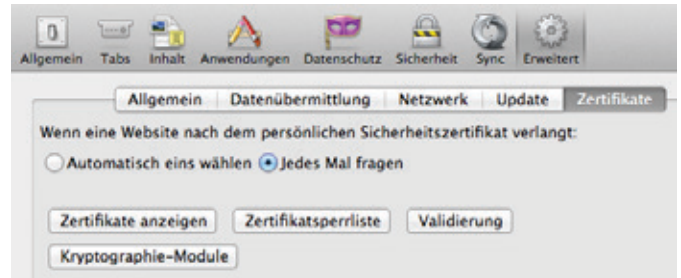 Allgemein Tabs Inhalt Anwendungen Datenschutz Sicherheit Sync Erweitert
Allgemein Datenübermittlung Netzwerk Update Zertifikate
Wenn eine Website nach dem persönlichen Sicherheitszertifikat verlangt:
Automatisch eins wählen Jedes Mal fragen
Zertifikate anzeigen Zertifikatsperrliste Validierung
Kryptographie-Module